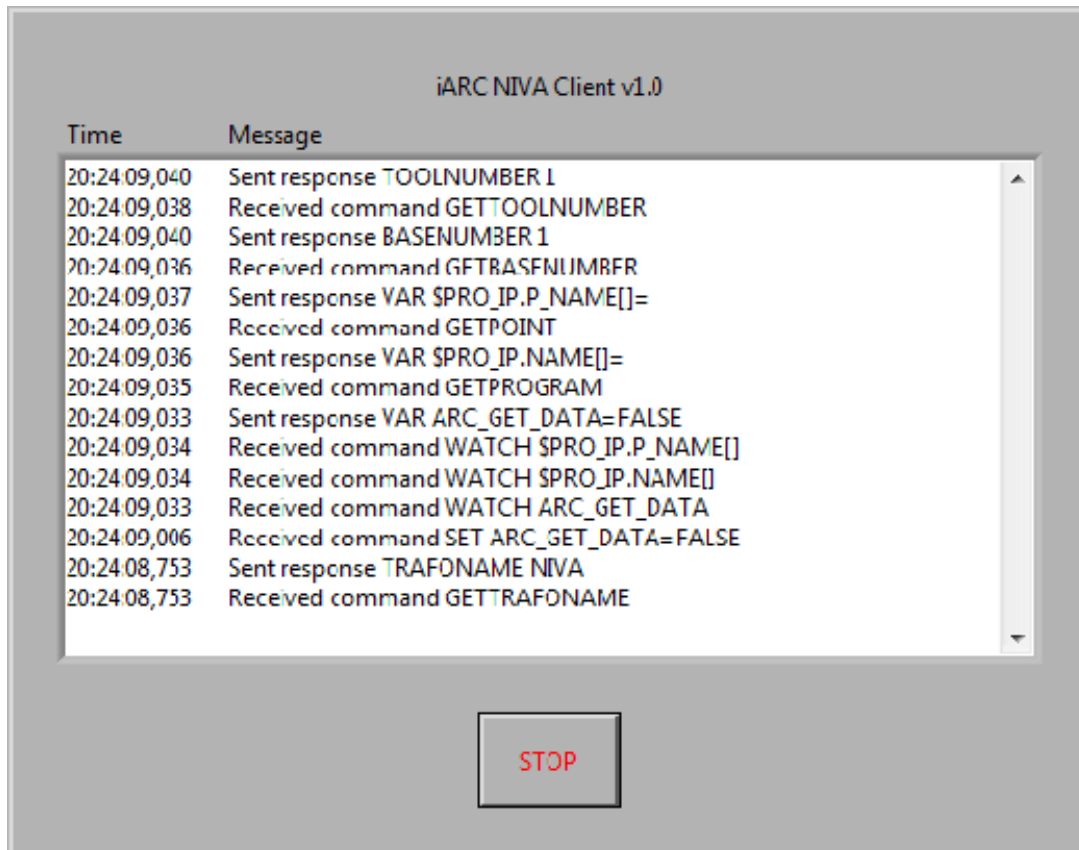 iARC NIVA Client v1.0
Time Message
20:24:09,040 Sent response TOOLNUMBER 1
20:24:09,038 Received command GETTOOLNUMBER
20:24:09,040 Sent response BASENUMBER 1
20:24:09,036 Received command GETBASENUMBER
20:24:09,037 Sent response VAR $PRO_IP.P_NAME[]=
20:24:09,036 Received command GETPOINT
20:24:09,036 Sent response VAR $PRO_IP.NAME[]=
20:24:09,035 Received command GETPROGRAM
20:24:09,033 Sent response VAR ARC_GET_DATA=FALSE
20:24:09,034 Received command WATCH $PRO_IP.P_NAME[]
20:24:09,034 Received command WATCH $PRO_IP.NAME[]
20:24:09,033 Received command WATCH ARC_GET_DATA
20:24:09,006 Received command SET ARC_GET_DATA=FALSE
20:24:08,753 Sent response TRAFONAME NIVA
20:24:08,753 Received command GETTRAFONAME
STOP